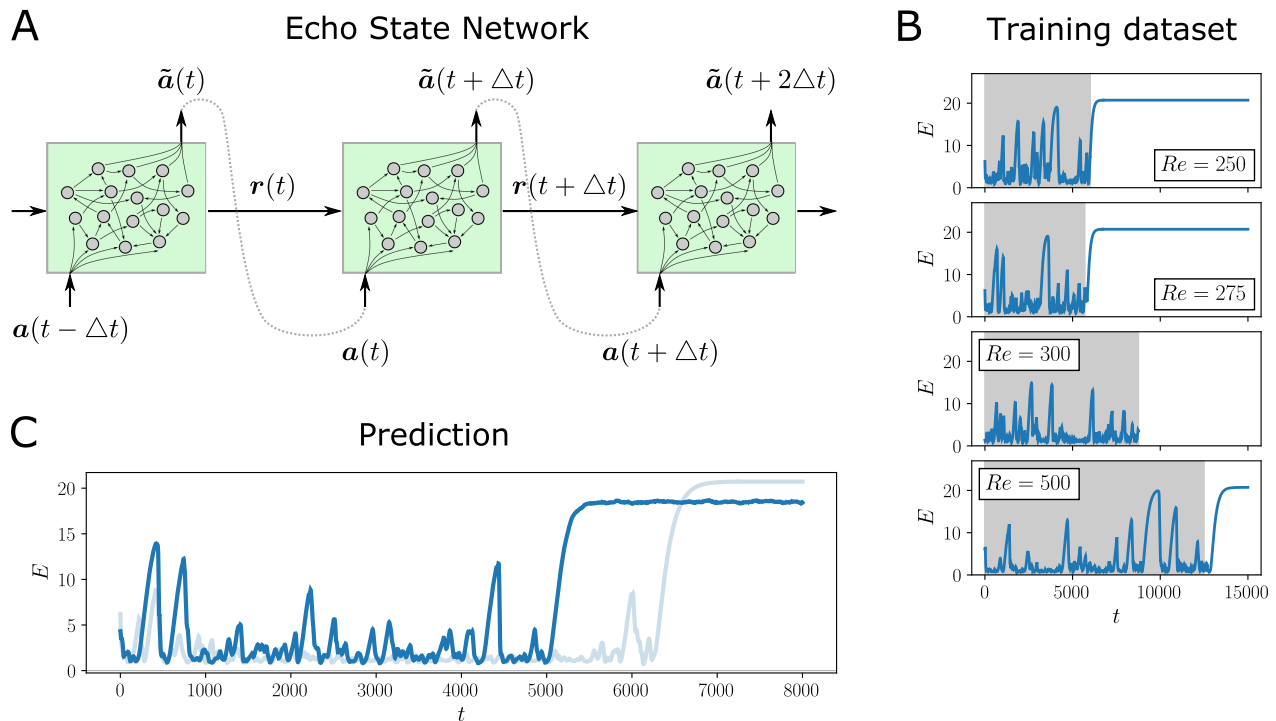 A
Echo State Network
ã(t)
ã(t + △t)
ã(t + 2△t)
r(t)
r(t + △t)
a(t − △t)
a(t)
a(t + △t)
B
Training dataset
20
10
0
E
Re = 250
20
10
0
E
Re = 275
20
10
0
E
Re = 300
20
10
0
E
Re = 500
0 5000 10000 15000
t
C
Prediction
20
15
10
5
0
E
0 1000 2000 3000 4000 5000 6000 7000 8000
t